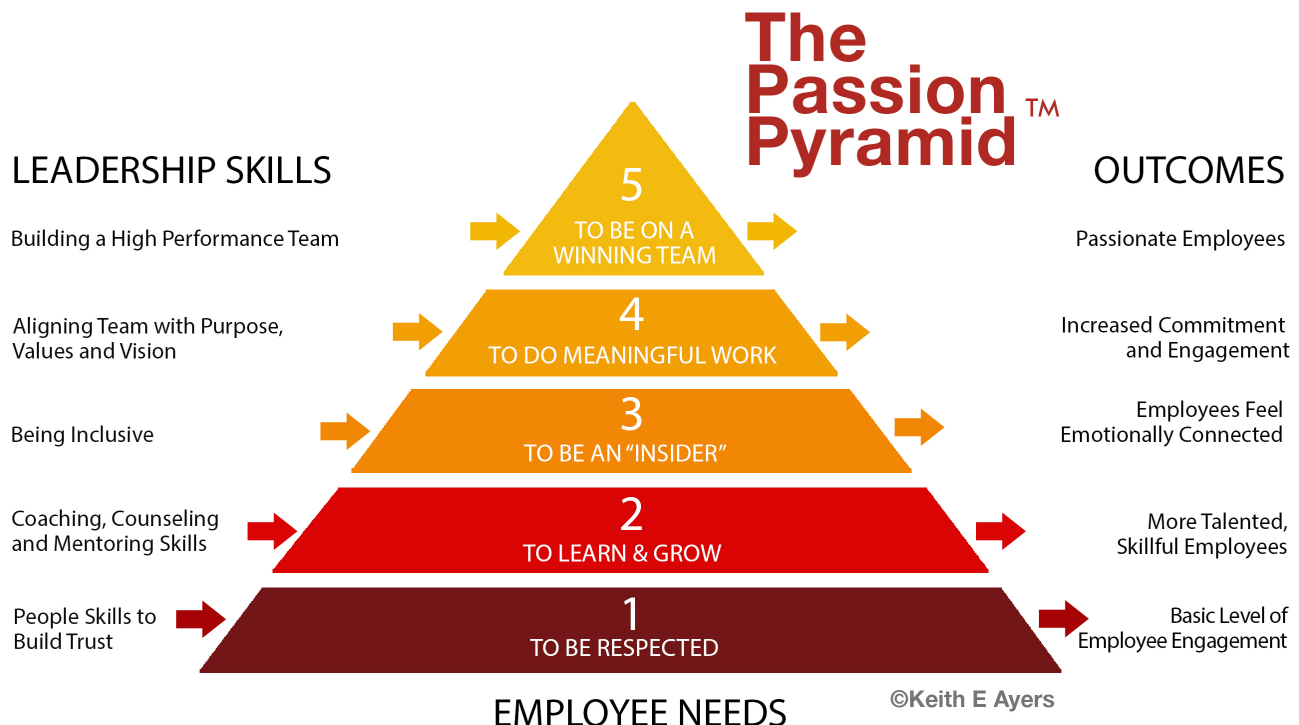 The
Passion
Pyramid TM
LEADERSHIP SKILLS
OUTCOMES
Building a High Performance Team
5
TO BE ON A
WINNING TEAM
Passionate Employees
Aligning Team with Purpose,
Values and Vision
4
TO DO MEANINGFUL WORK
Increased Commitment
and Engagement
Being Inclusive
3
TO BE AN “INSIDER”
Employees Feel
Emotionally Connected
Coaching, Counseling
and Mentoring Skills
2
TO LEARN & GROW
More Talented,
Skillful Employees
People Skills to
Build Trust
1
TO BE RESPECTED
Basic Level of
Employee Engagement
EMPLOYEE NEEDS
©Keith E Ayers